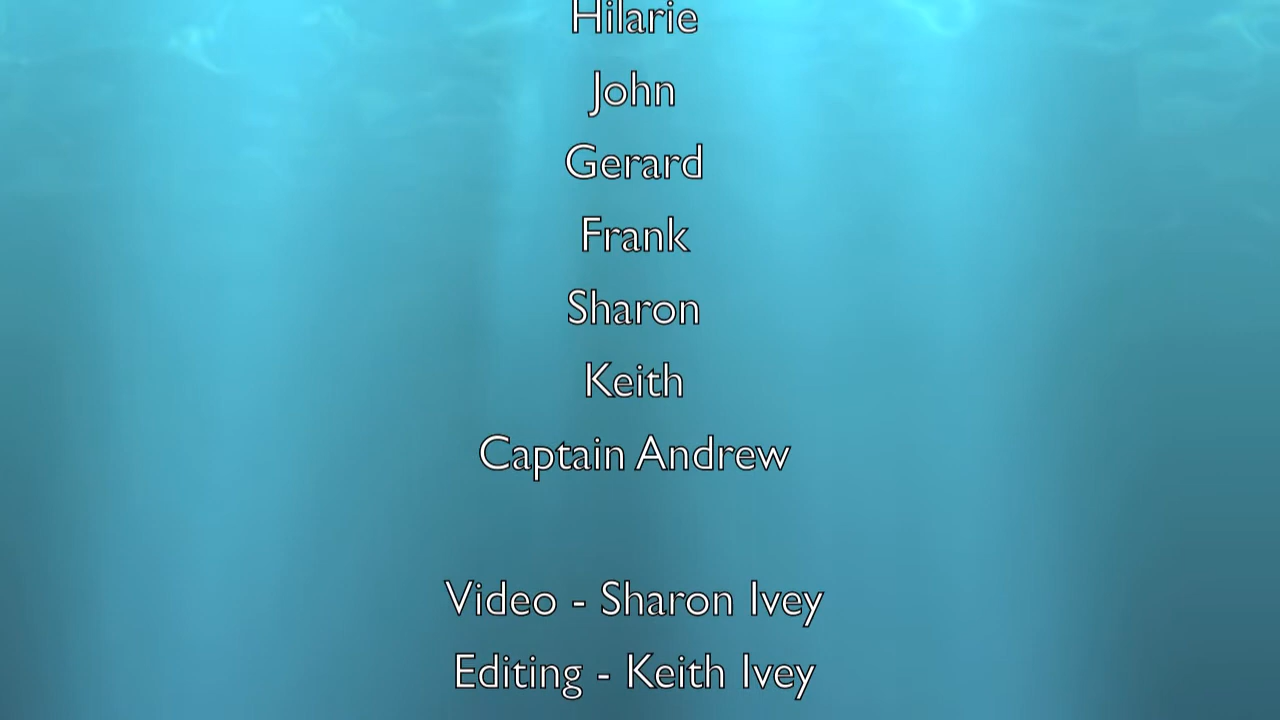 Hilarie
John
Gerard
Frank
Sharon
Keith
Captain Andrew
Video - Sharon Ivey
Editing - Keith Ivey